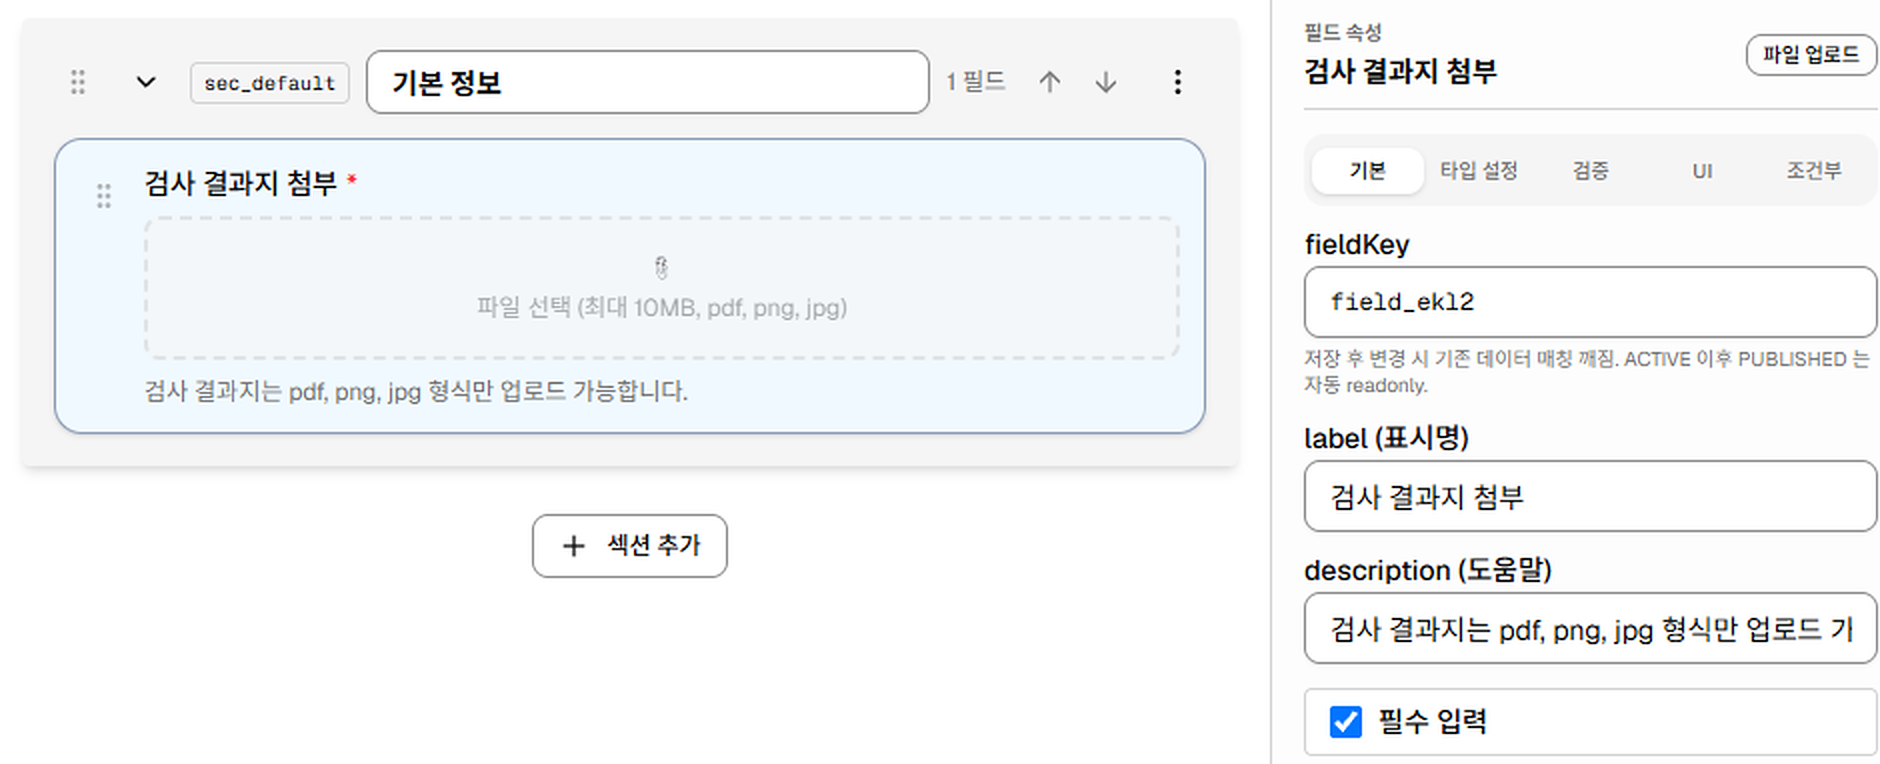 sec_default
기본 정보
1 필드
검사 결과지 첨부 *
파일 선택 (최대 10MB, pdf, png, jpg)
검사 결과지는 pdf, png, jpg 형식만 업로드 가능합니다.
섹션 추가
필드 속성
검사 결과지 첨부
파일 업로드
기본 타입 설정 검증 UI 조건부
fieldKey
field_ekl2
저장 후 변경 시 기존 데이터 매칭 깨짐. ACTIVE 이후 PUBLISHED 는
자동 readonly.
label (표시명)
검사 결과지 첨부
description (도움말)
검사 결과지는 pdf, png, jpg 형식만 업로드 가
필수 입력